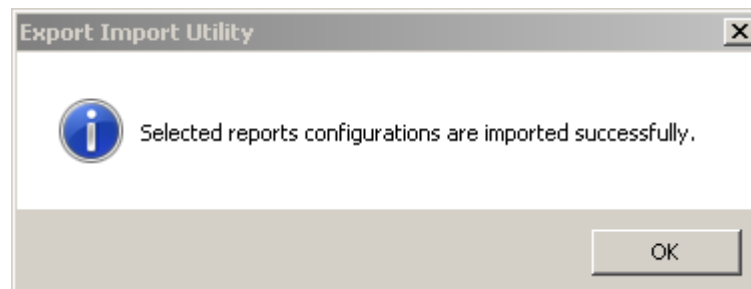 Export Import Utility
Selected reports configurations are imported successfully.
OK